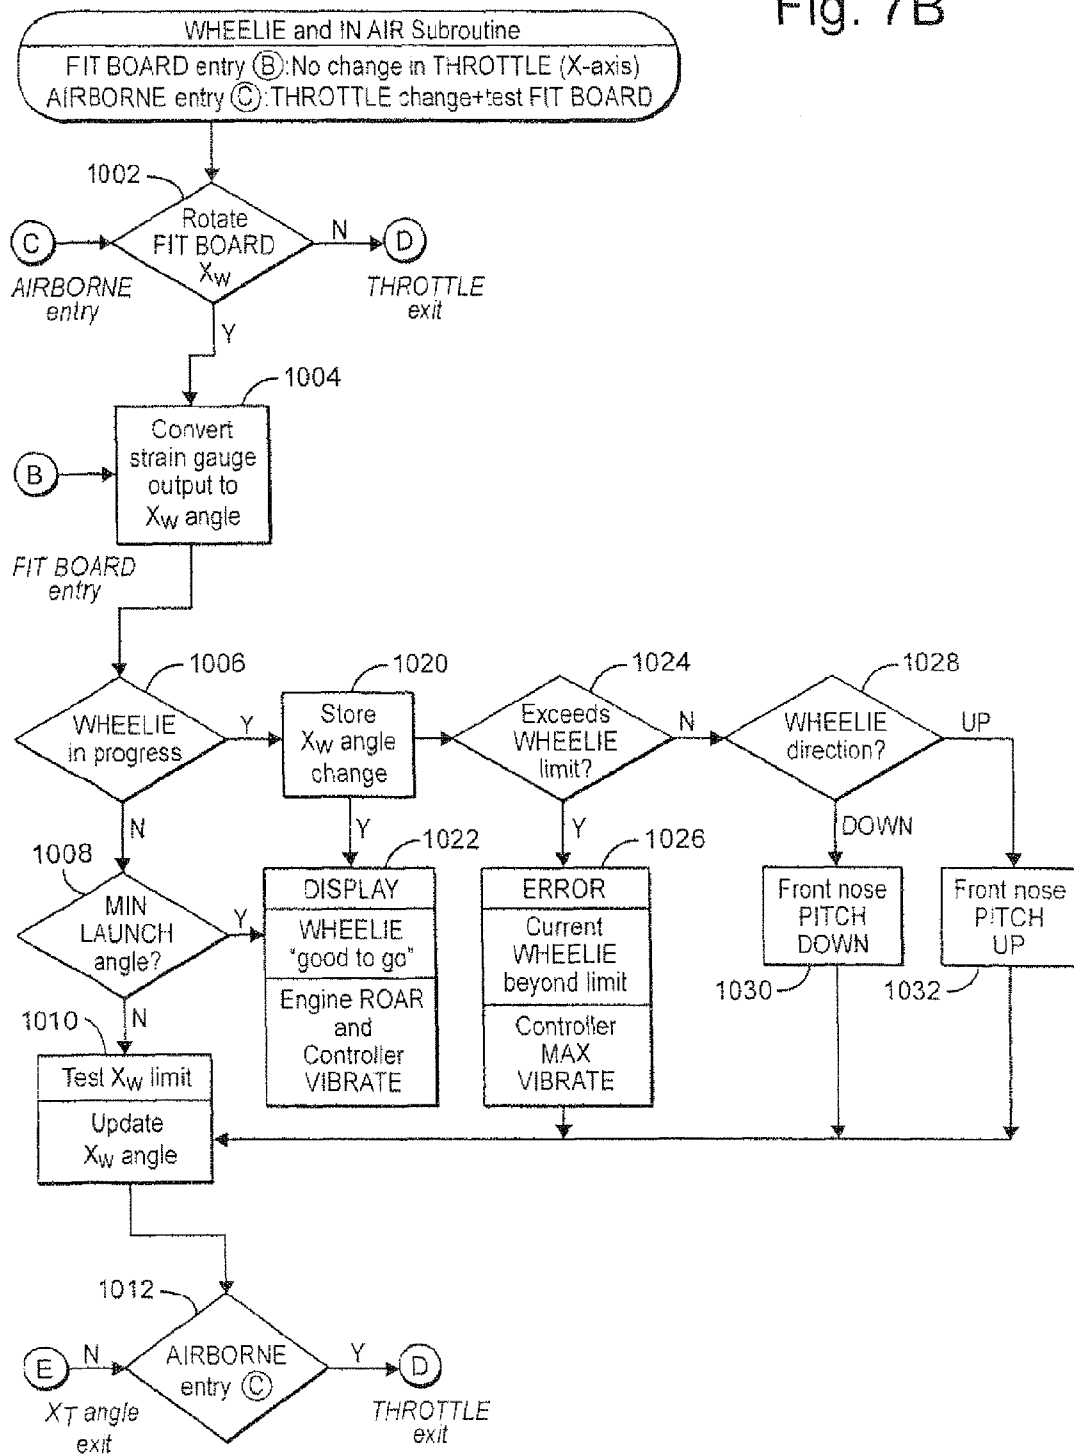 Fig. 7B
WHEELIE and IN AIR Subroutine
FIT BOARD entry Ⓑ:No change in THROTTLE (X-axis)
AIRBORNE entry Ⓒ:THROTTLE change+test FIT BOARD
1002
Rotate
FIT BOARD
XW
C
N
D
AIRBORNE
entry
THROTTLE
exit
Y
1004
Convert
strain gauge
output to
XW angle
B
FIT BOARD
entry
1006
WHEELIE
in progress
Y
1020
Store
XW angle
change
1024
Exceeds
WHEELIE
limit?
N
1028
WHEELIE
direction?
UP
N
Y
Y
DOWN
1008
MIN
LAUNCH
angle?
Y
1022
DISPLAY
WHEELIE
"good to go"
Engine ROAR
and
Controller
VIBRATE
1026
ERROR
Current
WHEELIE
beyond limit
Controller
MAX
VIBRATE
Front nose
PITCH
DOWN
1030
Front nose
PITCH
UP
1032
N
1010
Test XW limit
Update
XW angle
1012
AIRBORNE
entry Ⓒ
E
N
Y
D
XT angle
exit
THROTTLE
exit